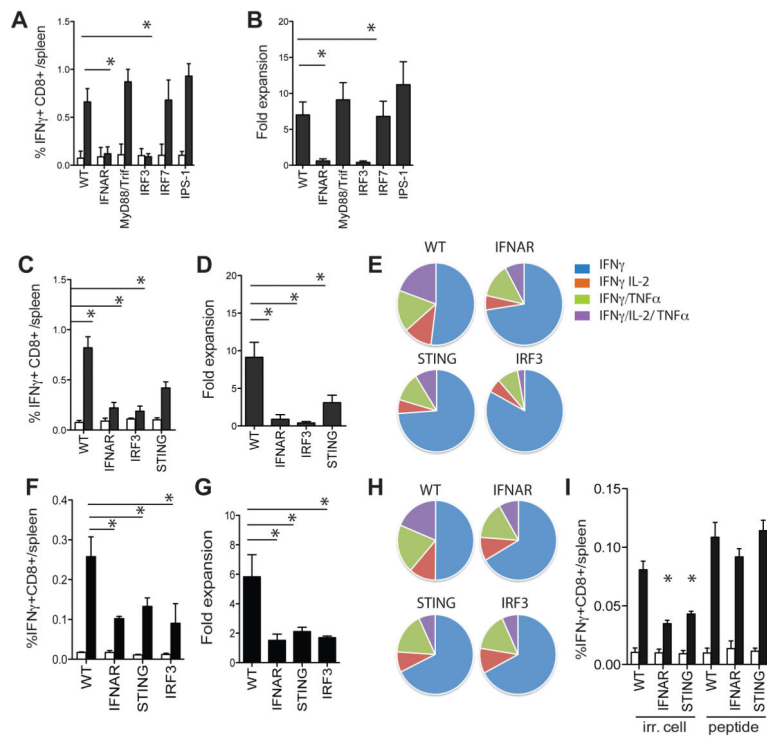 A
% IFNγ+ CD8+ /spleen
1.5
1.0
0.5
0.0
*
*
WT
IFNAR
MyD88/Trif
IRF3
IRF7
IPS-1
B
Fold expansion
20
15
10
5
0
*
*
WT
IFNAR
MyD88/Trif
IRF3
IRF7
IPS-1
C
% IFNγ+ CD8+ /spleen
1.5
1.0
0.5
0.0
*
*
*
WT
IFNAR
IRF3
STING
D
Fold expansion
20
15
10
5
0
*
*
*
WT
IFNAR
IRF3
STING
E
WT
IFNAR
STING
IRF3
IFNγ
IFNγ IL-2
IFNγ/TNFα
IFNγ/IL-2/ TNFα
F
%IFNγ+CD8+/spleen
0.4
0.3
0.2
0.1
0.0
*
*
*
WT
IFNAR
STING
IRF3
G
Fold expansion
8
6
4
2
0
*
*
*
WT
IFNAR
STING
IRF3
H
WT
IFNAR
STING
IRF3
I
%IFNγ+CD8+/spleen
0.15
0.10
0.05
0.00
*
*
WT
IFNAR
STING
WT
IFNAR
STING
irr. cell
peptide